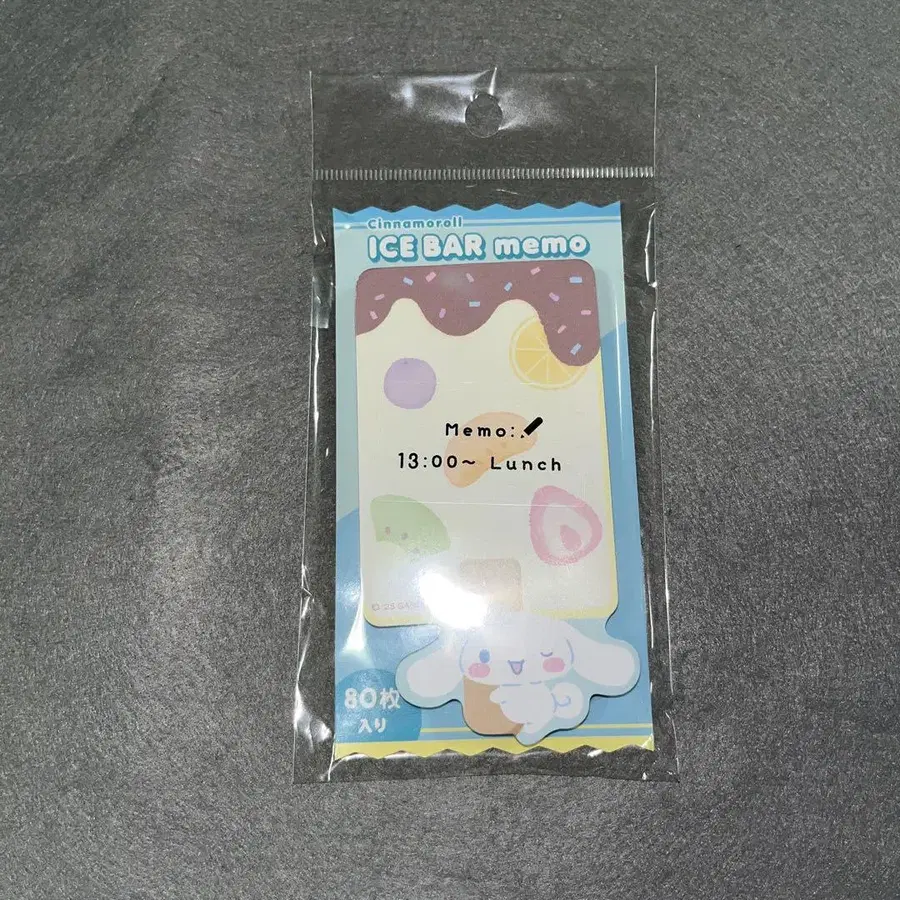 Cinnamoroll
ICE BAR memo
Memo:
13:00~ Lunch
80枚
入り